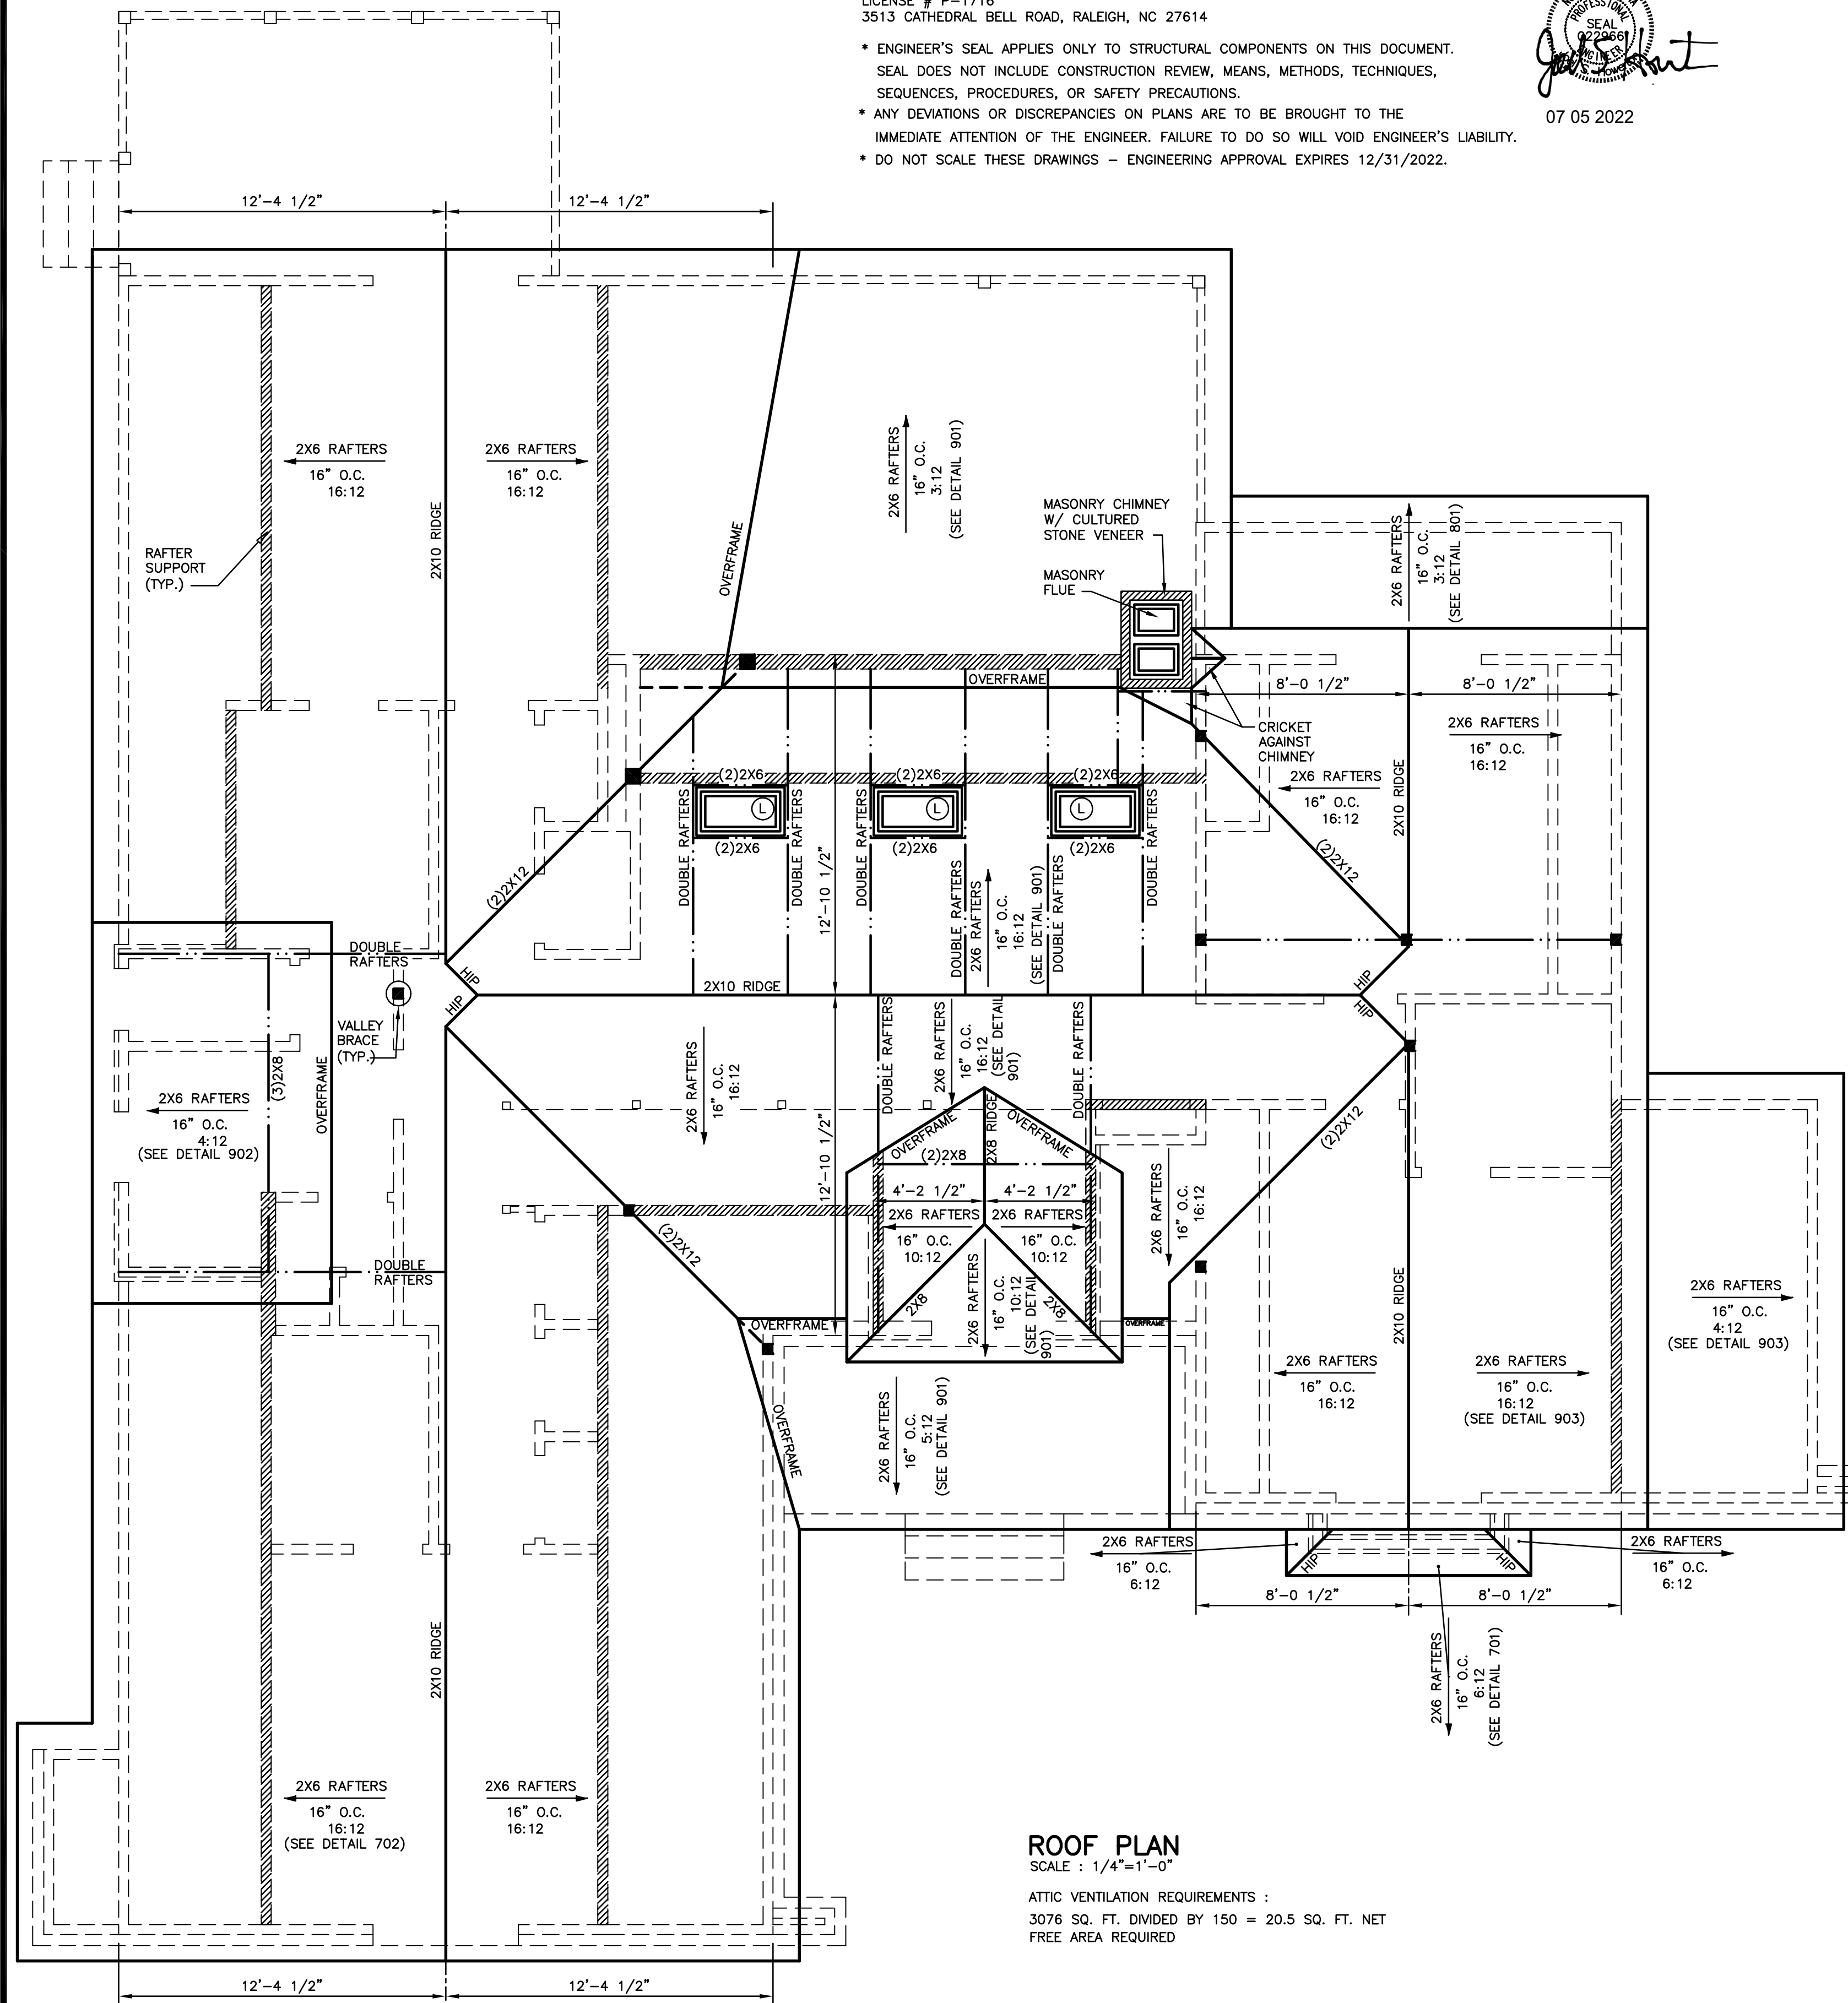 LICENSE # P-1716
3513 CATHEDRAL BELL ROAD, RALEIGH, NC 27614
* ENGINEER'S SEAL APPLIES ONLY TO STRUCTURAL COMPONENTS ON THIS DOCUMENT.
SEAL DOES NOT INCLUDE CONSTRUCTION REVIEW, MEANS, METHODS, TECHNIQUES,
SEQUENCES, PROCEDURES, OR SAFETY PRECAUTIONS.
* ANY DEVIATIONS OR DISCREPANCIES ON PLANS ARE TO BE BROUGHT TO THE
IMMEDIATE ATTENTION OF THE ENGINEER. FAILURE TO DO SO WILL VOID ENGINEER'S LIABILITY.
* DO NOT SCALE THESE DRAWINGS – ENGINEERING APPROVAL EXPIRES 12/31/2022.
PROFESSIONAL
SEAL
022966
ENGINEER
07 05 2022
12'-4 1/2"
12'-4 1/2"
2X6 RAFTERS
16" O.C.
16:12
2X6 RAFTERS
16" O.C.
16:12
2X10 RIDGE
RAFTER
SUPPORT
(TYP.)
OVERFRAME
2X6 RAFTERS
16" O.C.
3:12
(SEE DETAIL 901)
MASONRY CHIMNEY
W/ CULTURED
STONE VENEER
MASONRY
FLUE
2X6 RAFTERS
16" O.C.
3:12
(SEE DETAIL 801)
OVERFRAME
8'-0 1/2"
8'-0 1/2"
CRICKET
AGAINST
CHIMNEY
2X6 RAFTERS
16" O.C.
16:12
2X6 RAFTERS
16" O.C.
16:12
2X10 RIDGE
(2)2X12
(2)2X6
(2)2X6
(2)2X6
L
L
L
(2)2X6
(2)2X6
(2)2X6
DOUBLE RAFTERS
DOUBLE RAFTERS
DOUBLE RAFTERS
DOUBLE RAFTERS
DOUBLE RAFTERS
DOUBLE RAFTERS
12'-10 1/2"
2X6 RAFTERS
16" O.C.
16:12
(SEE DETAIL 901)
(2)2X12
DOUBLE
RAFTERS
HIP
HIP
HIP
HIP
2X10 RIDGE
VALLEY
BRACE
(TYP.)
(3)2X8
OVERFRAME
2X6 RAFTERS
16" O.C.
4:12
(SEE DETAIL 902)
DOUBLE
RAFTERS
2X6 RAFTERS
16" O.C.
16:12
12'-10 1/2"
DOUBLE RAFTERS
2X6 RAFTERS
16" O.C.
16:12
(SEE DETAIL
901)
DOUBLE RAFTERS
OVERFRAME
OVERFRAME
2X8 RIDGE
(2)2X8
4'-2 1/2"
4'-2 1/2"
2X6 RAFTERS
16" O.C.
10:12
2X6 RAFTERS
16" O.C.
10:12
2X8
2X8
2X6 RAFTERS
16" O.C.
10:12
(SEE DETAIL
901)
2X6 RAFTERS
16" O.C.
16:12
(2)2X12
(2)2X12
OVERFRAME
OVERFRAME
OVERFRAME
2X6 RAFTERS
16" O.C.
5:12
(SEE DETAIL 901)
2X10 RIDGE
2X6 RAFTERS
16" O.C.
16:12
2X6 RAFTERS
16" O.C.
16:12
(SEE DETAIL 903)
2X6 RAFTERS
16" O.C.
4:12
(SEE DETAIL 903)
2X6 RAFTERS
16" O.C.
6:12
HIP
HIP
2X6 RAFTERS
16" O.C.
6:12
8'-0 1/2"
8'-0 1/2"
2X6 RAFTERS
16" O.C.
6:12
(SEE DETAIL 701)
2X10 RIDGE
2X6 RAFTERS
16" O.C.
16:12
(SEE DETAIL 702)
2X6 RAFTERS
16" O.C.
16:12
12'-4 1/2"
12'-4 1/2"
ROOF PLAN
SCALE : 1/4"=1'-0"
ATTIC VENTILATION REQUIREMENTS :
3076 SQ. FT. DIVIDED BY 150 = 20.5 SQ. FT. NET
FREE AREA REQUIRED